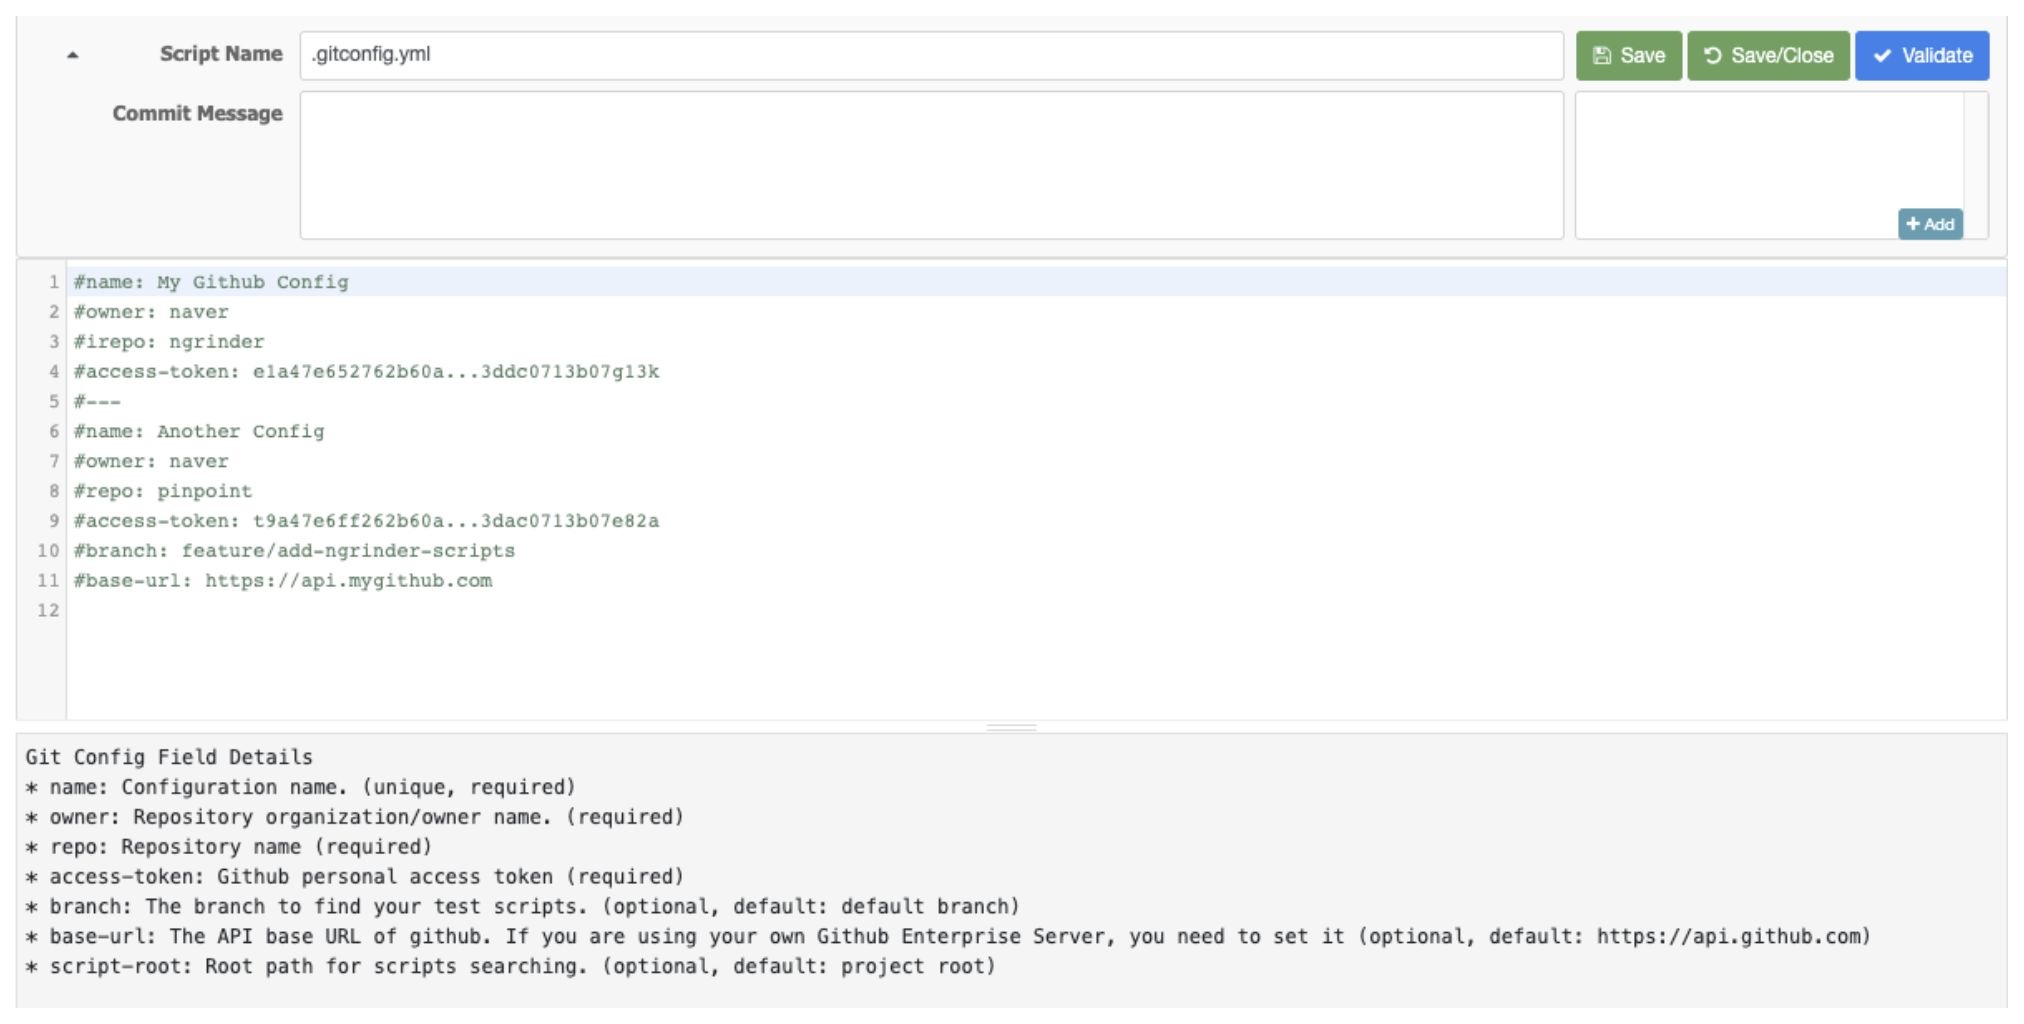 Script Name
.gitconfig.yml
Save
Save/Close
Validate
Commit Message
Add
1 #name: My Github Config
2 #owner: naver
3 #irepo: ngrinder
4 #access-token: e1a47e652762b60a...3ddc0713b07g13k
5 #---
6 #name: Another Config
7 #owner: naver
8 #repo: pinpoint
9 #access-token: t9a47e6ff262b60a...3dac0713b07e82a
10 #branch: feature/add-ngrinder-scripts
11 #base-url: https://api.mygithub.com
12
Git Config Field Details
* name: Configuration name. (unique, required)
* owner: Repository organization/owner name. (required)
* repo: Repository name (required)
* access-token: Github personal access token (required)
* branch: The branch to find your test scripts. (optional, default: default branch)
* base-url: The API base URL of github. If you are using your own Github Enterprise Server, you need to set it (optional, default: https://api.github.com)
* script-root: Root path for scripts searching. (optional, default: project root)